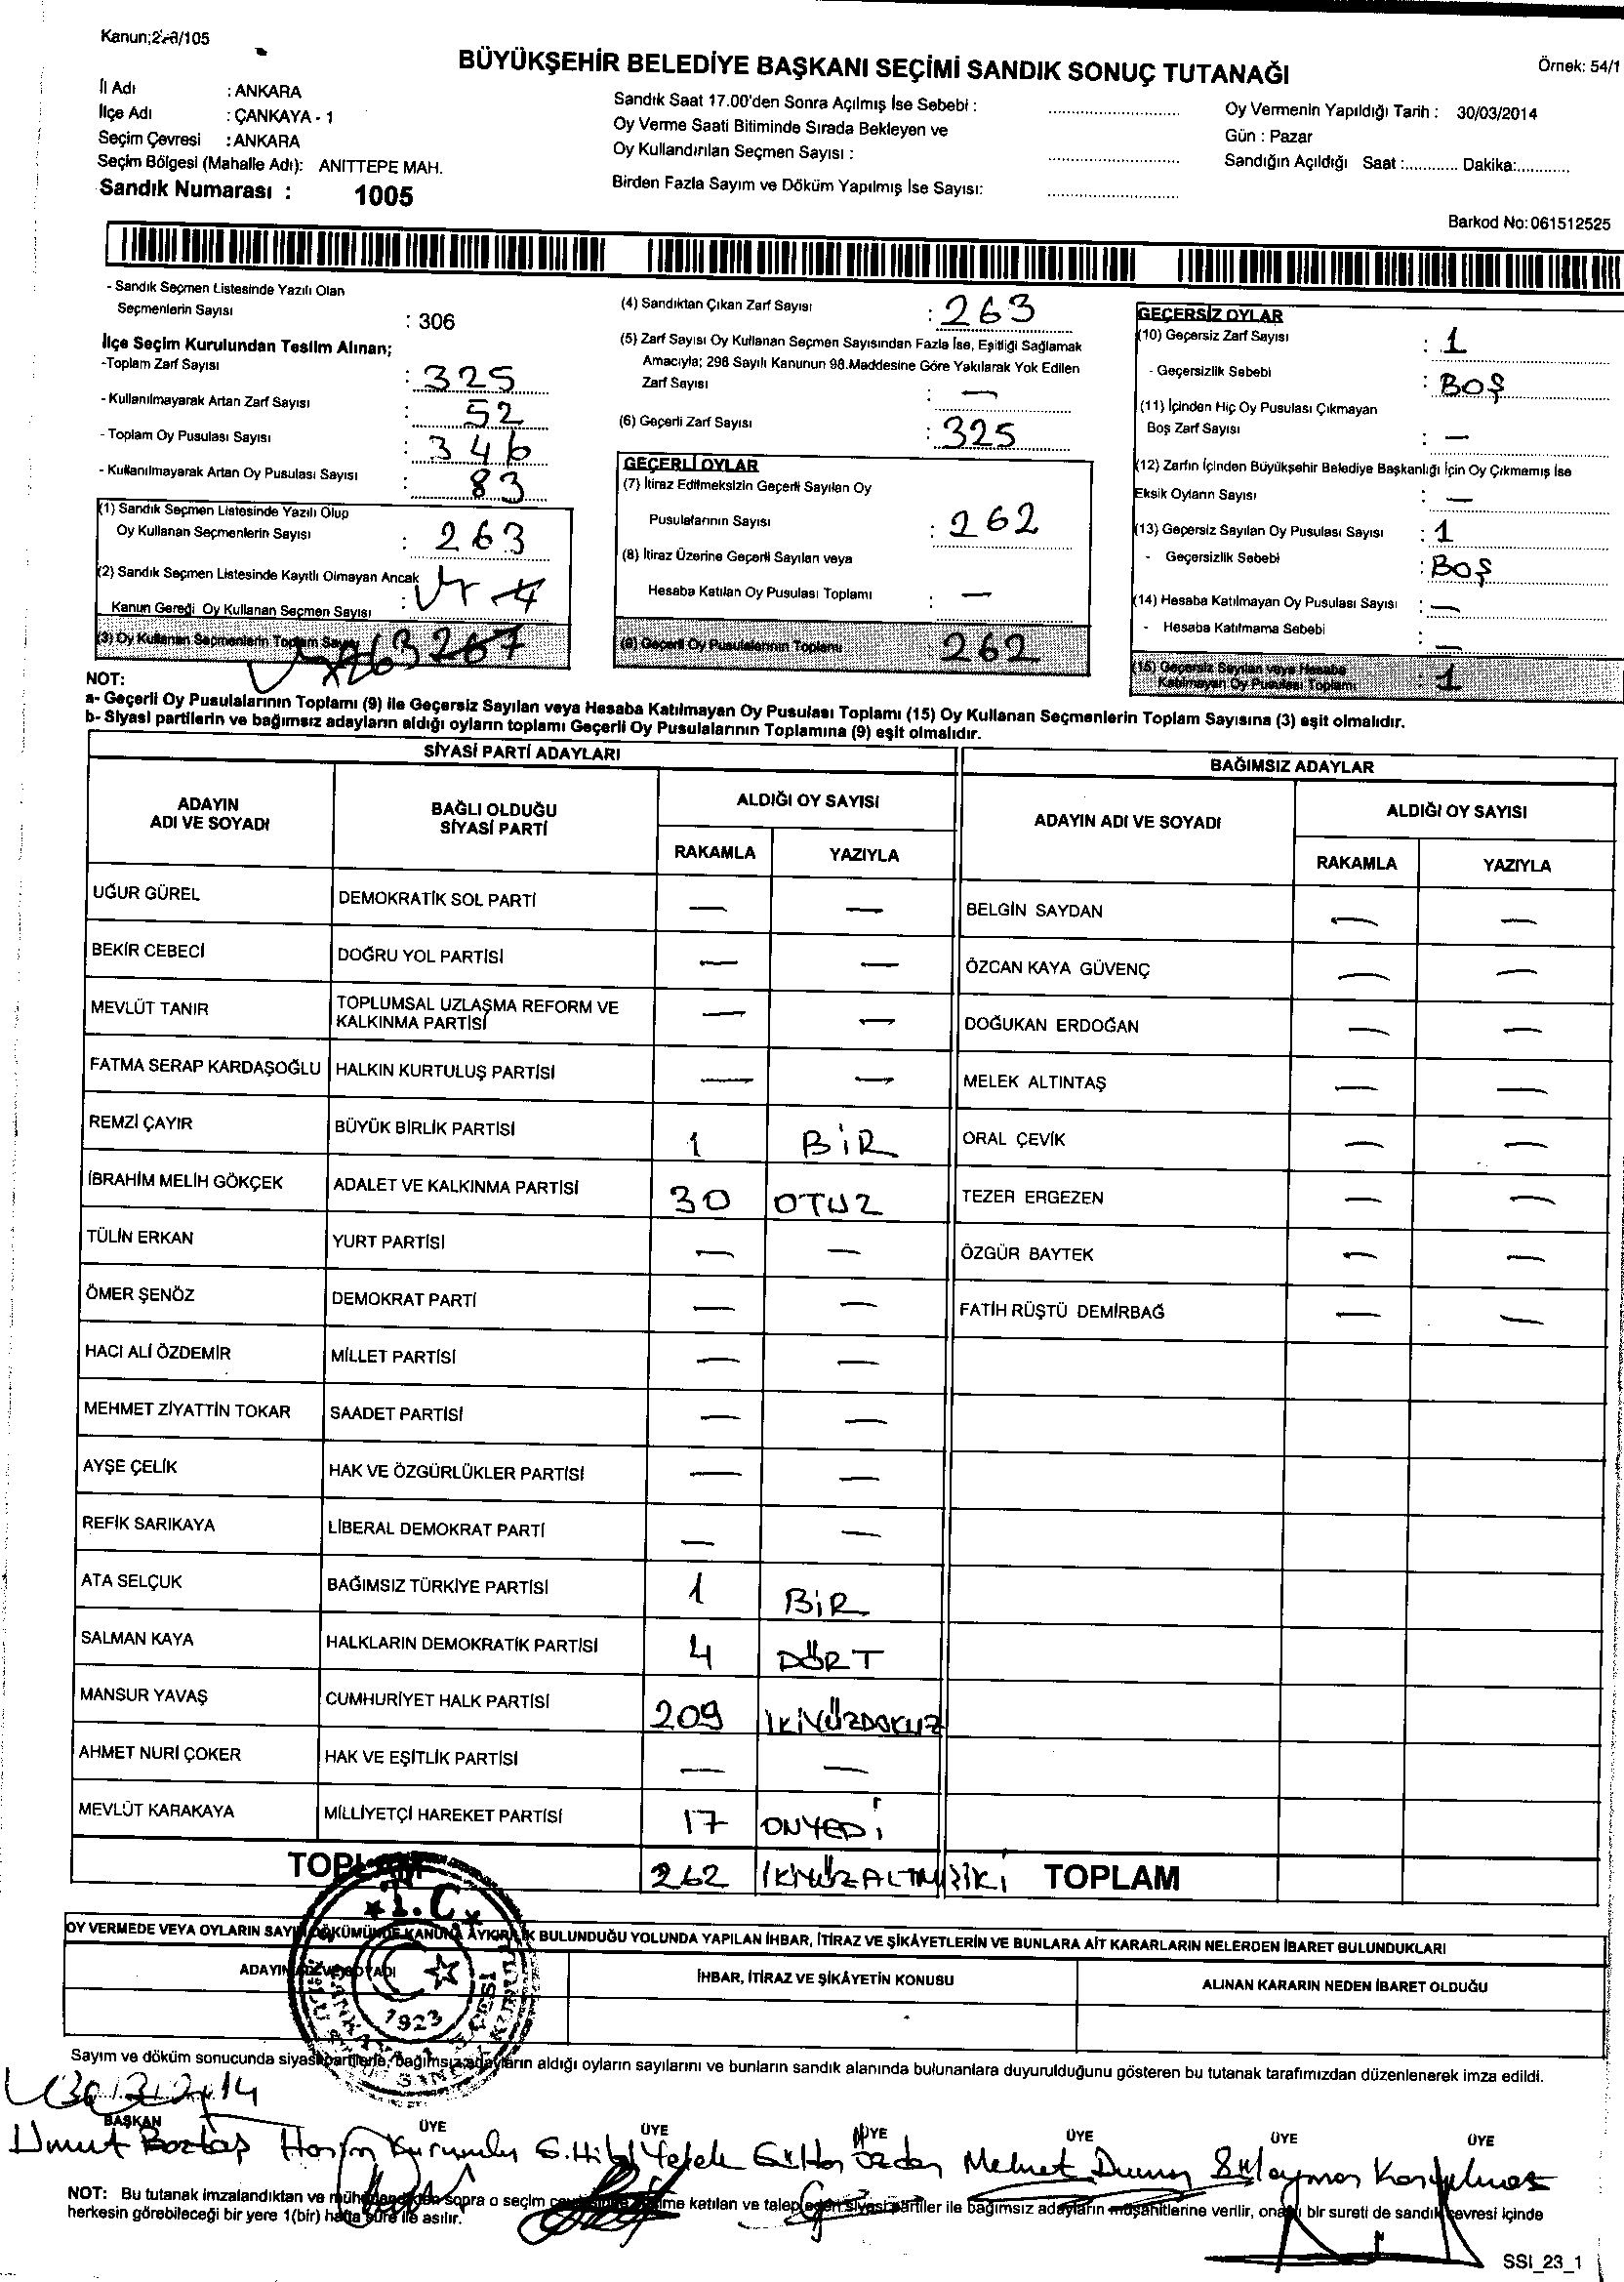 Kanun;298/105
BÜYÜKŞEHİR BELEDİYE BAŞKANI SEÇİMİ SANDIK SONUÇ TUTANAĞI
Örnek: 54/1
İl Adı : ANKARA
İlçe Adı : ÇANKAYA - 1
Seçim Çevresi : ANKARA
Seçim Bölgesi (Mahalle Adı): ANITTEPE MAH.
Sandık Numarası : 1005
Sandık Saat 17.00'den Sonra Açılmış İse Sebebi :
Oy Verme Saati Bitiminde Sırada Bekleyen ve
Oy Kullandırılan Seçmen Sayısı :
Birden Fazla Sayım ve Döküm Yapılmış İse Sayısı:
Oy Vermenin Yapıldığı Tarih : 30/03/2014
Gün : Pazar
Sandığın Açıldığı Saat :............ Dakika:............
Barkod No:061512525
- Sandık Seçmen Listesinde Yazılı Olan
Seçmenlerin Sayısı : 306
İlçe Seçim Kurulundan Teslim Alınan;
-Toplam Zarf Sayısı : 325
- Kullanılmayarak Artan Zarf Sayısı : 52
- Toplam Oy Pusulası Sayısı : 346
- Kullanılmayarak Artan Oy Pusulası Sayısı : 83
(1) Sandık Seçmen Listesinde Yazılı Olup
Oy Kullanan Seçmenlerin Sayısı : 263
(2) Sandık Seçmen Listesinde Kayıtlı Olmayan Ancak
Kanun Gereği Oy Kullanan Seçmen Sayısı : 4
(3) Oy Kullanan Seçmenlerin Toplam Sayısı 263 267
(4) Sandıktan Çıkan Zarf Sayısı : 263
(5) Zarf Sayısı Oy Kullanan Seçmen Sayısından Fazla İse, Eşitliği Sağlamak
Amacıyla; 298 Sayılı Kanunun 98.Maddesine Göre Yakılarak Yok Edilen
Zarf Sayısı : —
(6) Geçerli Zarf Sayısı : 325
GEÇERLİ OYLAR
(7) İtiraz Edilmeksizin Geçerli Sayılan Oy
Pusulalarının Sayısı : 262
(8) İtiraz Üzerine Geçerli Sayılan veya
Hesaba Katılan Oy Pusulası Toplamı : —
(9) Geçerli Oy Pusulalarının Toplamı 262
GEÇERSİZ OYLAR
(10) Geçersiz Zarf Sayısı : 1
- Geçersizlik Sebebi : BOŞ
(11) İçinden Hiç Oy Pusulası Çıkmayan
Boş Zarf Sayısı : —
(12) Zarfın İçinden Büyükşehir Belediye Başkanlığı İçin Oy Çıkmamış İse
Eksik Oyların Sayısı : —
(13) Geçersiz Sayılan Oy Pusulası Sayısı : 1
- Geçersizlik Sebebi : BOŞ
(14) Hesaba Katılmayan Oy Pusulası Sayısı : —
- Hesaba Katılmama Sebebi : —
(15) Geçersiz Sayılan veya Hesaba
Katılmayan Oy Pusulası Toplamı : 1
NOT:
a- Geçerli Oy Pusulalarının Toplamı (9) ile Geçersiz Sayılan veya Hesaba Katılmayan Oy Pusulası Toplamı (15) Oy Kullanan Seçmenlerin Toplam Sayısına (3) eşit olmalıdır.
b- Siyasi partilerin ve bağımsız adayların aldığı oyların toplamı Geçerli Oy Pusulalarının Toplamına (9) eşit olmalıdır.
SİYASİ PARTİ ADAYLARI
ADAYIN ADI VE SOYADI BAĞLI OLDUĞU SİYASİ PARTİ ALDIĞI OY SAYISI
RAKAMLA YAZIYLA
UĞUR GÜREL DEMOKRATİK SOL PARTİ — —
BEKİR CEBECİ DOĞRU YOL PARTİSİ — —
MEVLÜT TANIR TOPLUMSAL UZLAŞMA REFORM VE KALKINMA PARTİSİ — —
FATMA SERAP KARDAŞOĞLU HALKIN KURTULUŞ PARTİSİ — —
REMZİ ÇAYIR BÜYÜK BİRLİK PARTİSİ 1 BİR
İBRAHİM MELİH GÖKÇEK ADALET VE KALKINMA PARTİSİ 30 OTUZ
TÜLİN ERKAN YURT PARTİSİ — —
ÖMER ŞENÖZ DEMOKRAT PARTİ — —
HACI ALİ ÖZDEMİR MİLLET PARTİSİ — —
MEHMET ZİYATTİN TOKAR SAADET PARTİSİ — —
AYŞE ÇELİK HAK VE ÖZGÜRLÜKLER PARTİSİ — —
REFİK SARIKAYA LİBERAL DEMOKRAT PARTİ — —
ATA SELÇUK BAĞIMSIZ TÜRKİYE PARTİSİ 1 BİR
SALMAN KAYA HALKLARIN DEMOKRATİK PARTİSİ 4 DÖRT
MANSUR YAVAŞ CUMHURİYET HALK PARTİSİ 209 İKİYÜZDOKUZ
AHMET NURİ ÇOKER HAK VE EŞİTLİK PARTİSİ — —
MEVLÜT KARAKAYA MİLLİYETÇİ HAREKET PARTİSİ 17 ONYEDİ
TOPLAM 262 İKİYÜZALTMIŞİKİ
BAĞIMSIZ ADAYLAR
ADAYIN ADI VE SOYADI ALDIĞI OY SAYISI
RAKAMLA YAZIYLA
BELGİN SAYDAN — —
ÖZCAN KAYA GÜVENÇ — —
DOĞUKAN ERDOĞAN — —
MELEK ALTINTAŞ — —
ORAL ÇEVİK — —
TEZER ERGEZEN — —
ÖZGÜR BAYTEK — —
FATİH RÜŞTÜ DEMİRBAĞ — —
TOPLAM
OY VERMEDE VEYA OYLARIN SAYIM DÖKÜMÜNDE KANUNA AYKIRILIK BULUNDUĞU YOLUNDA YAPILAN İHBAR, İTİRAZ VE ŞİKÂYETLERİN VE BUNLARA AİT KARARLARIN NELERDEN İBARET BULUNDUKLARI
ADAYIN ADI VE SOYADI İHBAR, İTİRAZ VE ŞİKÂYETİN KONUSU ALINAN KARARIN NEDEN İBARET OLDUĞU
T.C.
1923
Sayım ve döküm sonucunda siyasi partilerle, bağımsız adayların aldığı oyların sayılarını ve bunların sandık alanında bulunanlara duyurulduğunu gösteren bu tutanak tarafımızdan düzenlenerek imza edildi.
30/3/2014
BAŞKAN ÜYE ÜYE ÜYE ÜYE ÜYE ÜYE
Umut Boztaş Mehmet Süleyman
NOT: Bu tutanak imzalandıktan ve mühürlendikten sonra o seçim çevresinde seçime katılan ve talep eden siyasi partiler ile bağımsız adayların müşahitlerine verilir, onaylı bir sureti de sandık çevresi içinde
herkesin görebileceği bir yere 1(bir) hafta süre ile asılır.
SSI_23_1